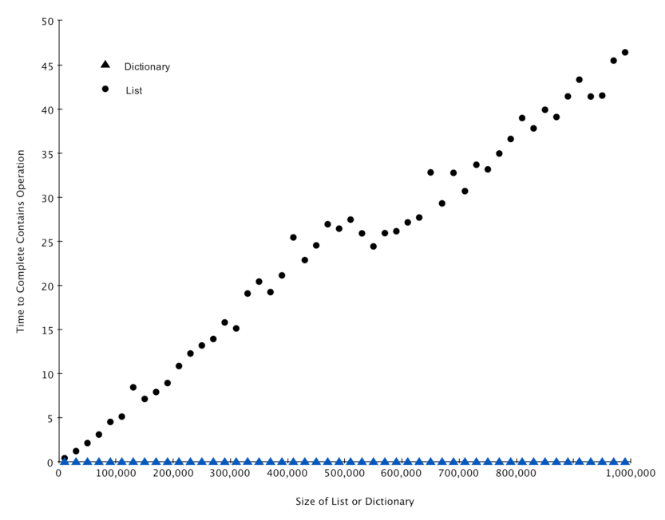 50
45
40
35
30
25
20
15
10
5
0
Dictionary
List
Time to Complete Contains Operation
0 100,000 200,000 300,000 400,000 500,000 600,000 700,000 800,000 1,000,000
Size of List or Dictionary